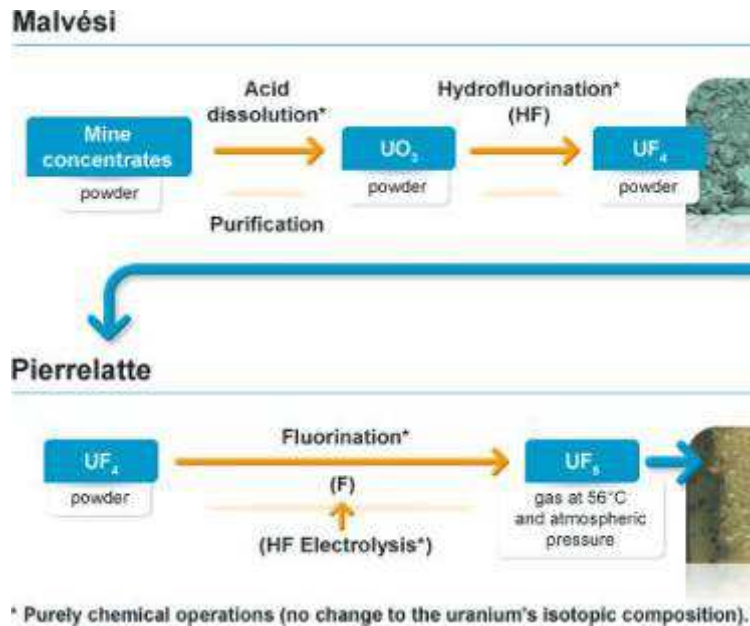 Malvési
Acid
dissolution*
Hydrofluorination*
(HF)
Mine
concentrates
powder
UO₃
powder
UF₄
powder
Purification
Pierrelatte
Fluorination*
UF₄
powder
(F)
(HF Electrolysis*)
UF₆
gas at 56°C
and atmospheric
pressure
* Purely chemical operations (no change to the uranium's isotopic composition).